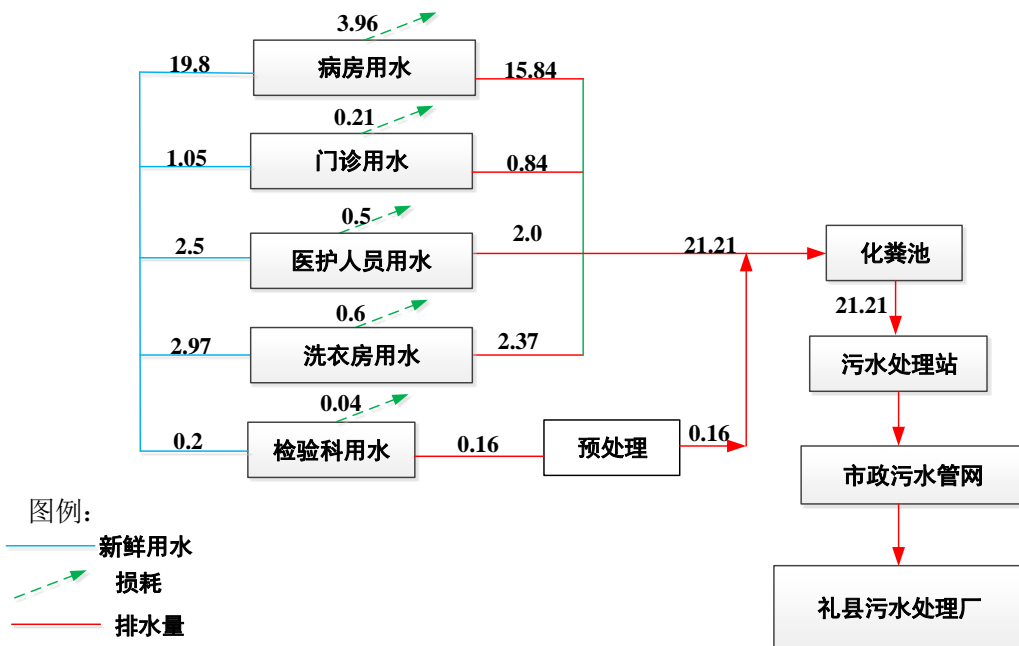 3.96
19.8
病房用水
15.84
0.21
1.05
门诊用水
0.84
0.5
2.5
医护人员用水
2.0
21.21
化粪池
0.6
21.21
2.97
洗衣房用水
2.37
污水处理站
0.04
0.2
检验科用水
0.16
预处理
0.16
市政污水管网
图例：
新鲜用水
损耗
排水量
礼县污水处理厂